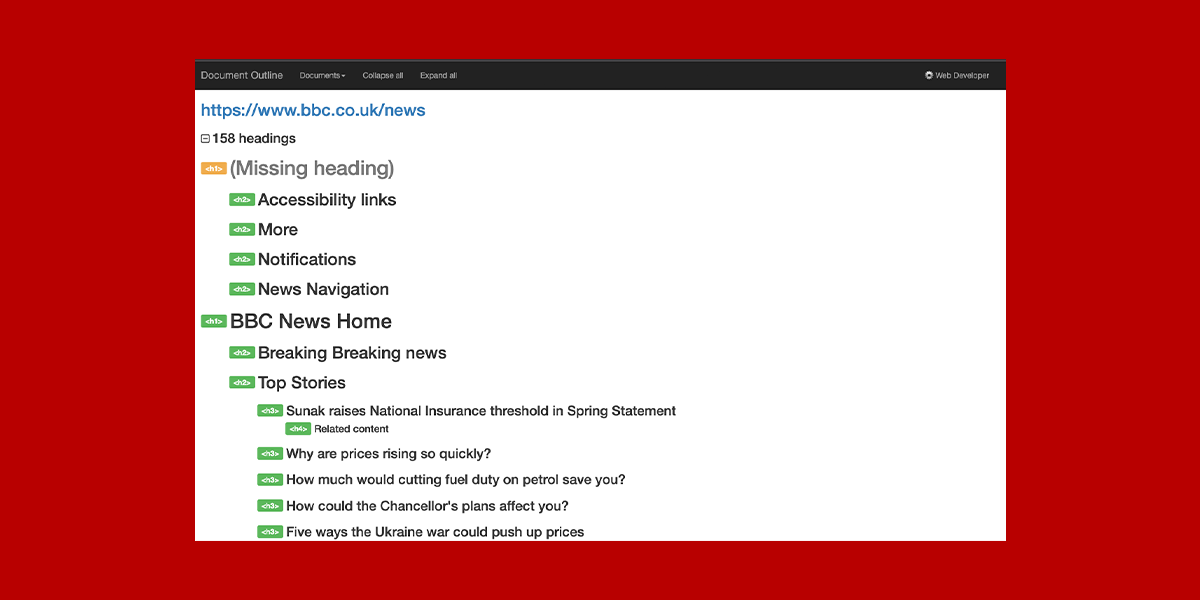 Document Outline Documents Collapse all Expand all Web Developer
https://www.bbc.co.uk/news
158 headings
<h1> (Missing heading)
<h2> Accessibility links
<h2> More
<h2> Notifications
<h2> News Navigation
<h1> BBC News Home
<h2> Breaking Breaking news
<h2> Top Stories
<h3> Sunak raises National Insurance threshold in Spring Statement
<h4> Related content
<h3> Why are prices rising so quickly?
<h3> How much would cutting fuel duty on petrol save you?
<h3> How could the Chancellor's plans affect you?
<h3> Five ways the Ukraine war could push up prices